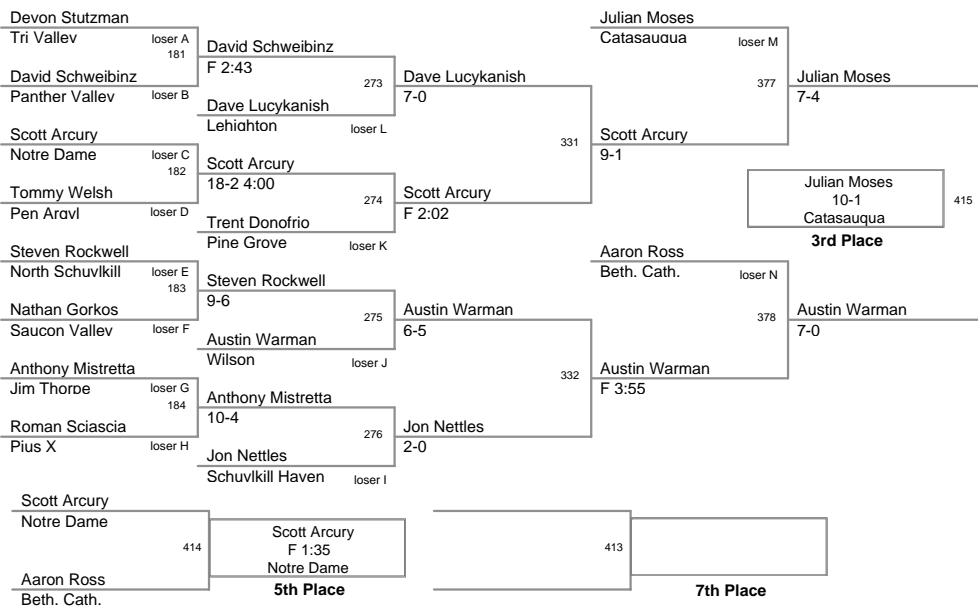 Devon Stutzman
Tri Valley
loser A
181
David Schweibinz
Panther Valley
loser B
Scott Arcury
Notre Dame
loser C
182
Tommy Welsh
Pen Argyl
loser D
Steven Rockwell
North Schuylkill
loser E
183
Nathan Gorkos
Saucon Valley
loser F
Anthony Mistretta
Jim Thorpe
loser G
184
Roman Sciascia
Pius X
loser H
David Schweibinz
F 2:43
273
Dave Lucykanish
Lehighton
loser L
Scott Arcury
18-2 4:00
274
Trent Donofrio
Pine Grove
loser K
Steven Rockwell
9-6
275
Austin Warman
Wilson
loser J
Anthony Mistretta
10-4
276
Jon Nettles
Schuylkill Haven
loser I
Dave Lucykanish
7-0
331
Scott Arcury
F 2:02
Austin Warman
6-5
332
Jon Nettles
2-0
Julian Moses
Catasauqua
loser M
377
Scott Arcury
9-1
Aaron Ross
Beth. Cath.
loser N
378
Austin Warman
F 3:55
Julian Moses
7-4
Julian Moses
10-1
Catasauqua
415
3rd Place
Austin Warman
7-0
Scott Arcury
Notre Dame
414
Aaron Ross
Beth. Cath.
Scott Arcury
F 1:35
Notre Dame
5th Place
413
7th Place